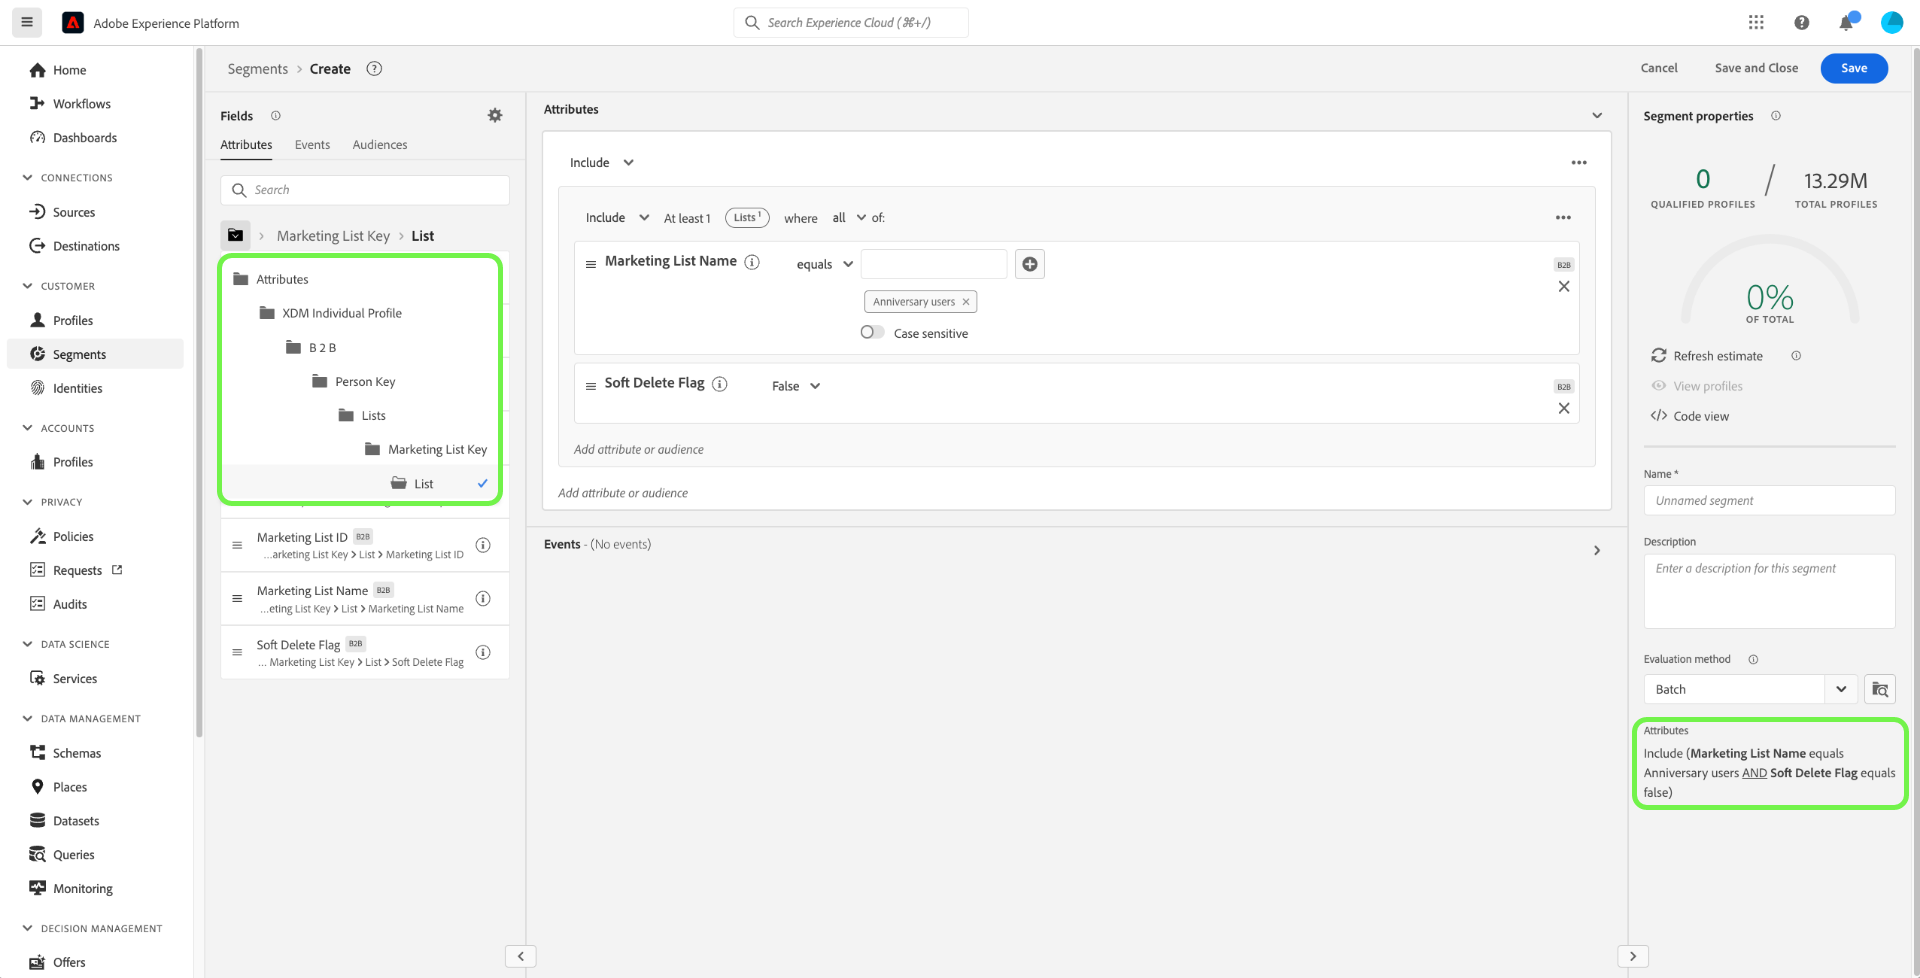 Adobe Experience Platform
Search Experience Cloud (⌘+/)
Home
Workflows
Dashboards
CONNECTIONS
Sources
Destinations
CUSTOMER
Profiles
Segments
Identities
ACCOUNTS
Profiles
PRIVACY
Policies
Requests
Audits
DATA SCIENCE
Services
DATA MANAGEMENT
Schemas
Places
Datasets
Queries
Monitoring
DECISION MANAGEMENT
Offers
Segments > Create
Cancel
Save and Close
Save
Fields
Attributes
Events
Audiences
Search
Marketing List Key > List
Attributes
XDM Individual Profile
B 2 B
Person Key
Lists
Marketing List Key
List
Marketing List ID B2B
...arketing List Key > List > Marketing List ID
Marketing List Name B2B
...eting List Key > List > Marketing List Name
Soft Delete Flag B2B
... Marketing List Key > List > Soft Delete Flag
Attributes
Include
Include At least 1 Lists 1 where all of:
Marketing List Name equals B2B
Anniversary users
Case sensitive
Soft Delete Flag False B2B
Add attribute or audience
Add attribute or audience
Events - (No events)
Segment properties
0 / 13.29M
QUALIFIED PROFILES TOTAL PROFILES
0%
OF TOTAL
Refresh estimate
View profiles
Code view
Name *
Unnamed segment
Description
Enter a description for this segment
Evaluation method
Batch
Attributes
Include (Marketing List Name equals
Anniversary users AND Soft Delete Flag equals
false)